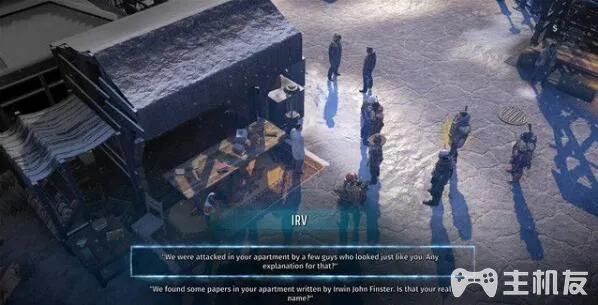 S
IRV
"We were attacked in your apartment by a few guys who looked just like you. Any
explanation for that?"
"We found some papers in your apartment written by Irwin John Finster. Is that your real
name?"
主机友